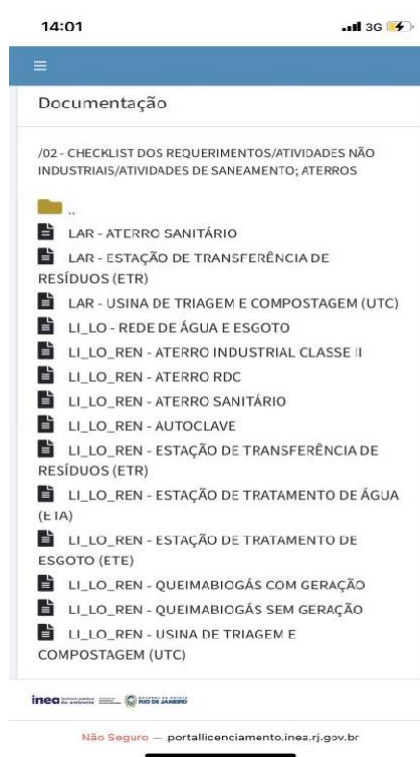 14:01
3G
Documentação
/02 - CHECKLIST DOS REQUERIMENTOS/ATIVIDADES NÃO
INDUSTRIAIS/ATIVIDADES DE SANEAMENTO; ATERROS
..
LAR - ATERRO SANITÁRIO
LAR - ESTAÇÃO DE TRANSFERÊNCIA DE
RESÍDUOS (ETR)
LAR - USINA DE TRIAGEM E COMPOSTAGEM (UTC)
LI_LO - REDE DE ÁGUA E ESGOTO
LI_LO_REN - ATERRO INDUSTRIAL CLASSE II
LI_LO_REN - ATERRO RDC
LI_LO_REN - ATERRO SANITÁRIO
LI_LO_REN - AUTOCLAVE
LI_LO_REN - ESTAÇÃO DE TRANSFERÊNCIA DE
RESÍDUOS (ETR)
LI_LO_REN - ESTAÇÃO DE TRATAMENTO DE ÁGUA
(ETA)
LI_LO_REN - ESTAÇÃO DE TRATAMENTO DE
ESGOTO (ETE)
LI_LO_REN - QUEIMABIOGÁS COM GERAÇÃO
LI_LO_REN - QUEIMABIOGÁS SEM GERAÇÃO
LI_LO_REN - USINA DE TRIAGEM E
COMPOSTAGEM (UTC)
inea RIO DE JANEIRO
Não Seguro — portallicenciamento.inea.rj.gov.br